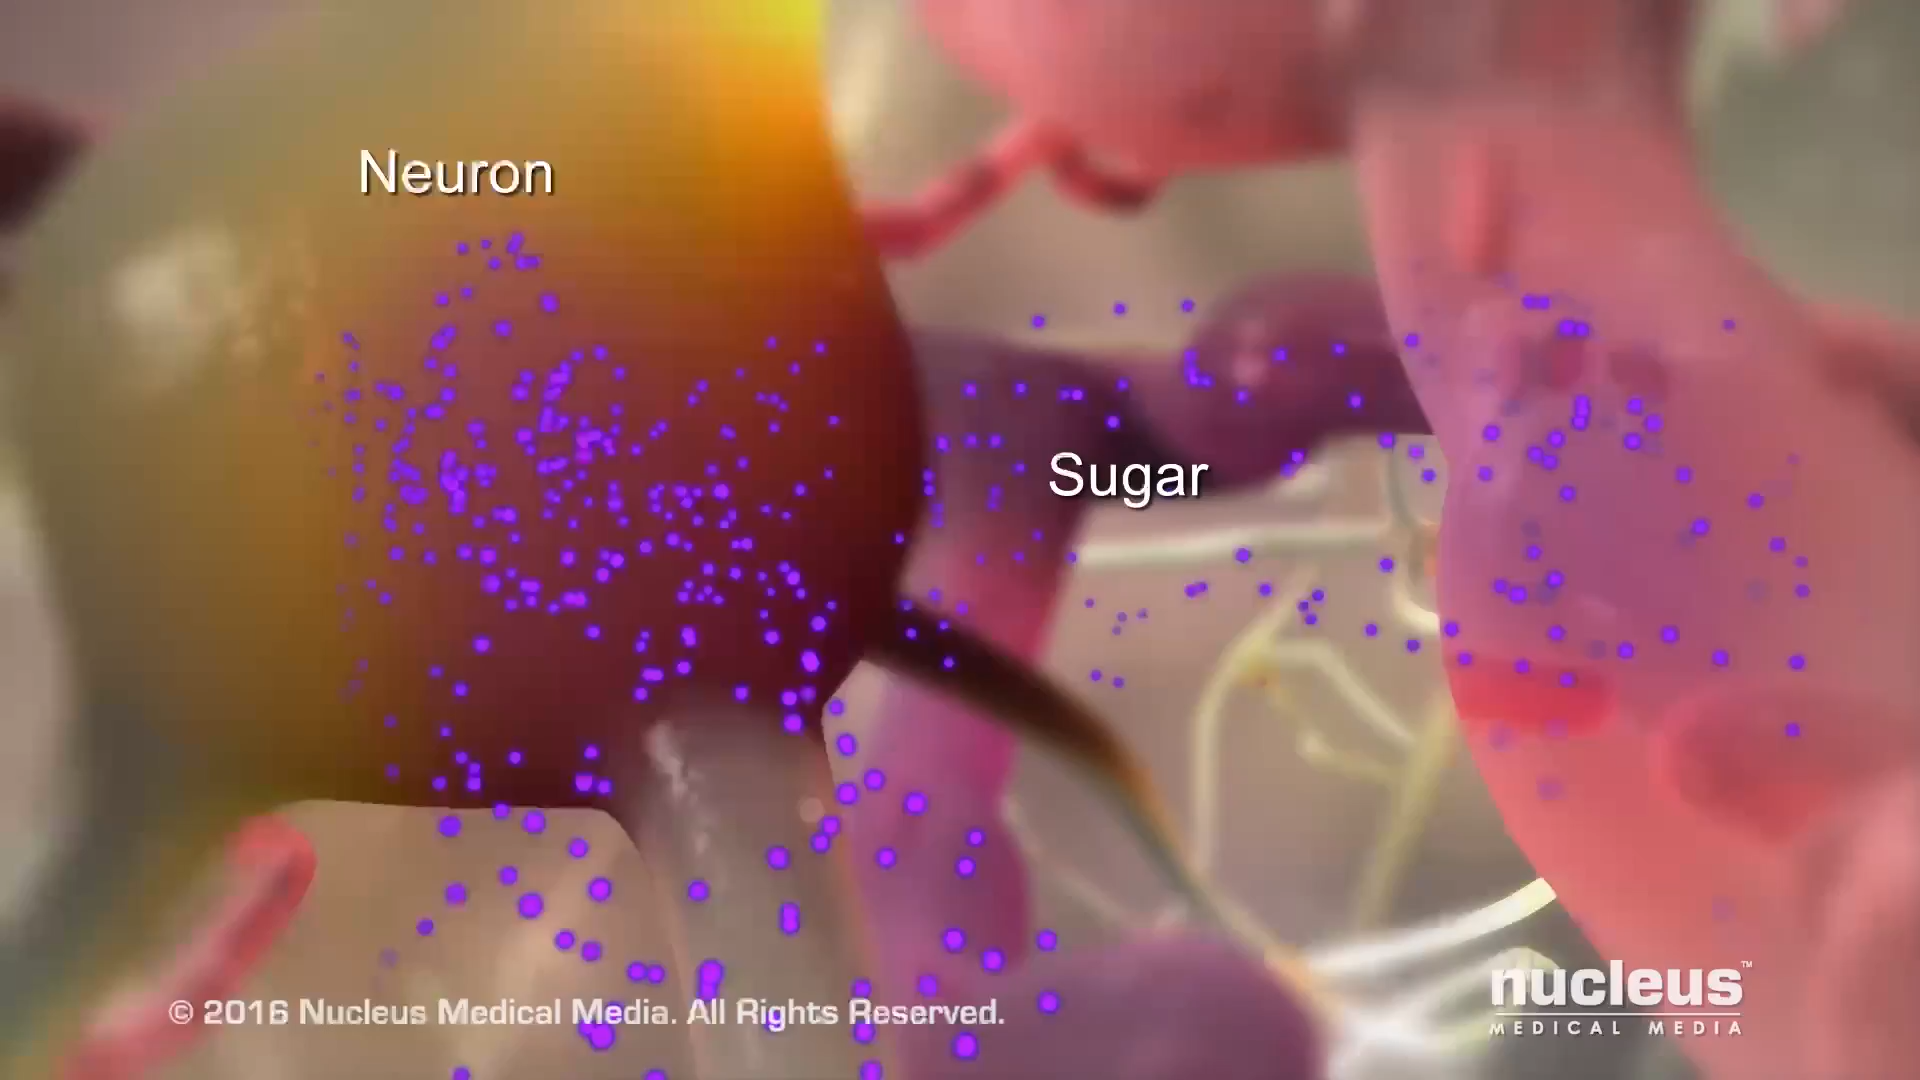 Neuron
Sugar
© 2016 Nucleus Medical Media. All Rights Reserved.
nucleus™
MEDICAL MEDIA